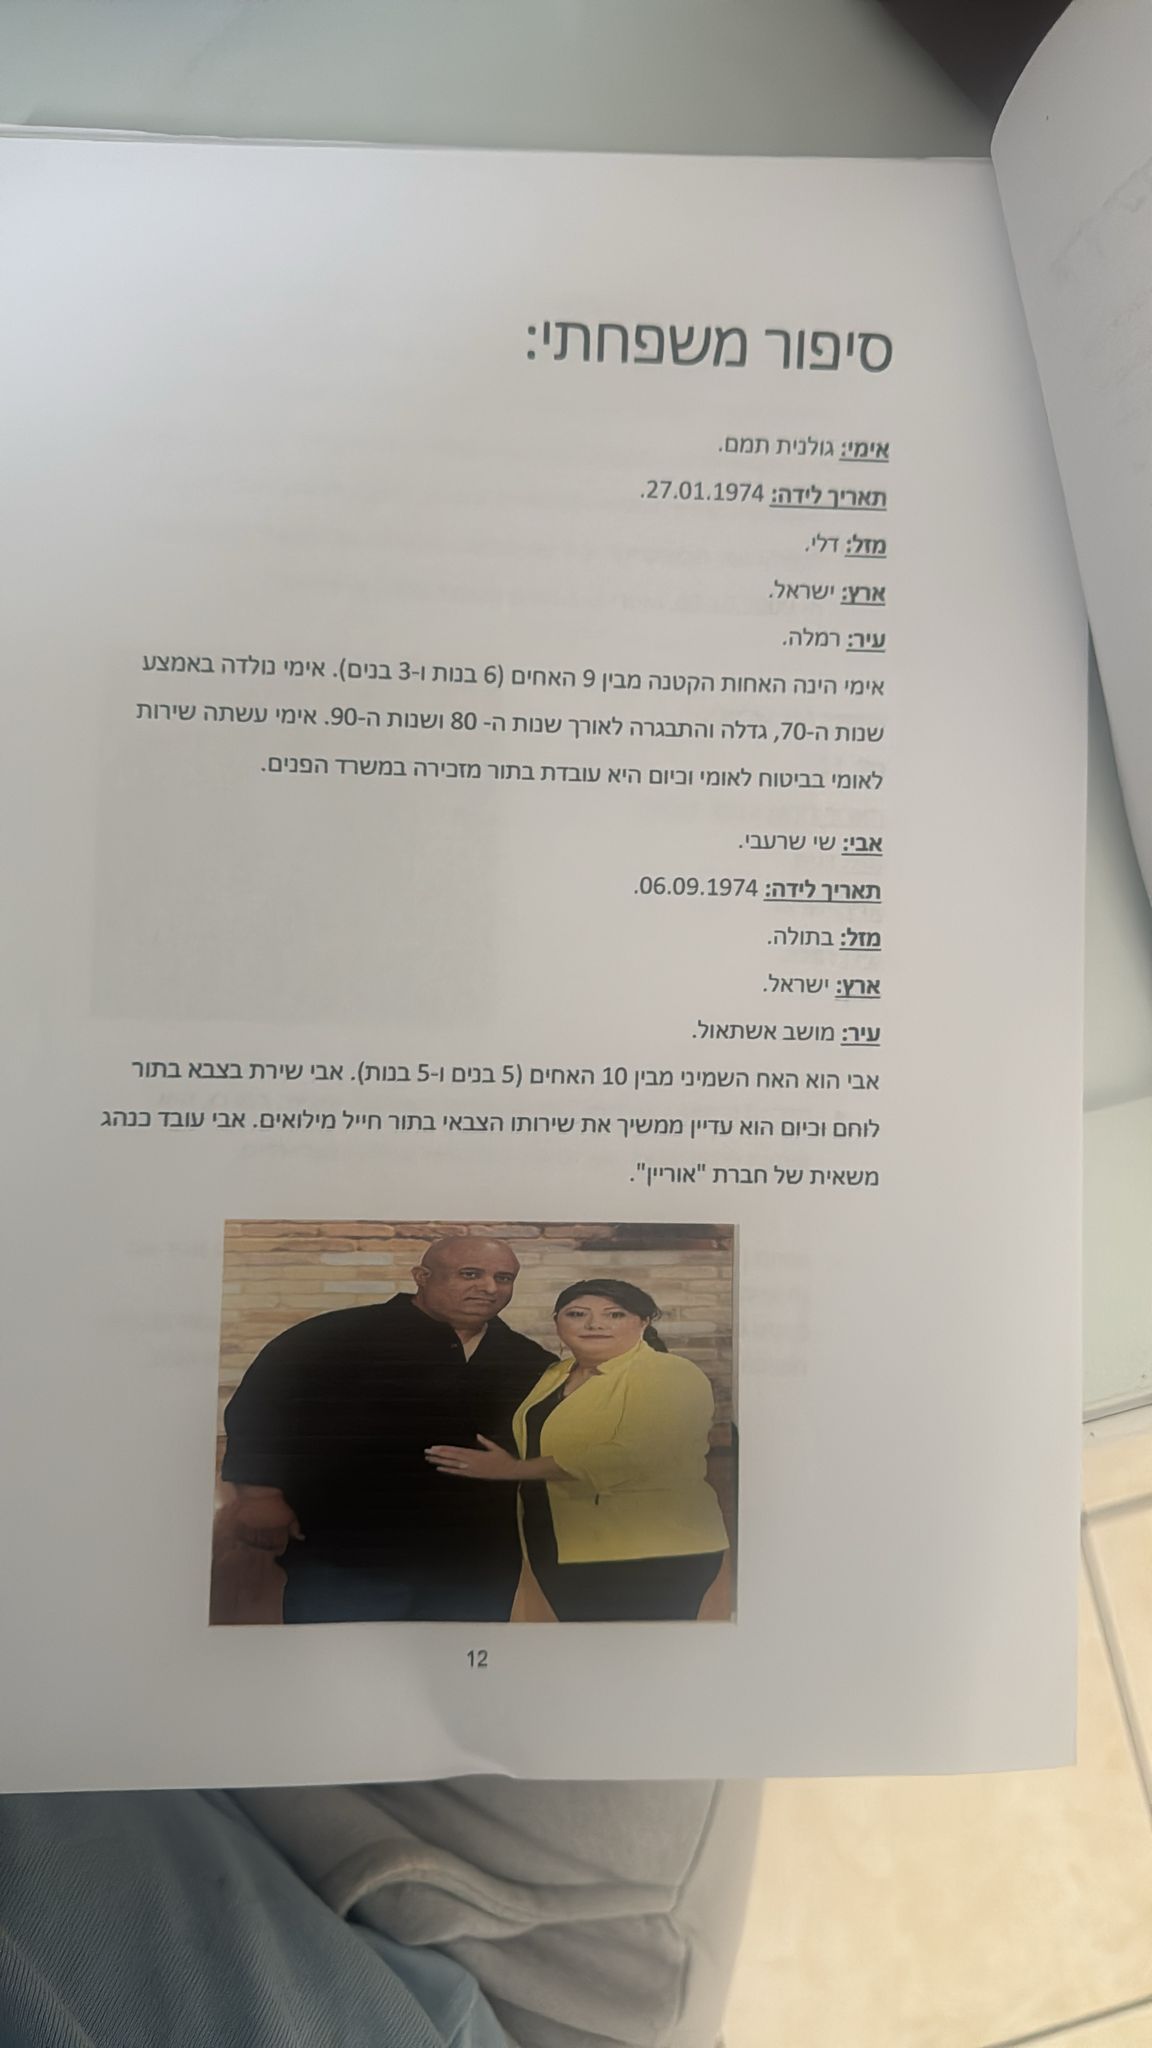 סיפור משפחתי:
אימי: גולנית תמם.
תאריך לידה: 27.01.1974.
מזל: דלי.
ארץ: ישראל.
עיר: רמלה.
אימי הינה האחות הקטנה מבין 9 האחים (6 בנות ו-3 בנים). אימי נולדה באמצע
שנות ה-70, גדלה והתבגרה לאורך שנות ה- 80 ושנות ה-90. אימי עשתה שירות
לאומי בביטוח לאומי וכיום היא עובדת בתור מזכירה במשרד הפנים.
אבי: שי שרעבי.
תאריך לידה: 06.09.1974.
מזל: בתולה.
ארץ: ישראל.
עיר: מושב אשתאול.
אבי הוא האח השמיני מבין 10 האחים (5 בנים ו-5 בנות). אבי שירת בצבא בתור
לוחם וכיום הוא עדיין ממשיך את שירותו הצבאי בתור חייל מילואים. אבי עובד כנהג
משאית של חברת "אוריין".
12